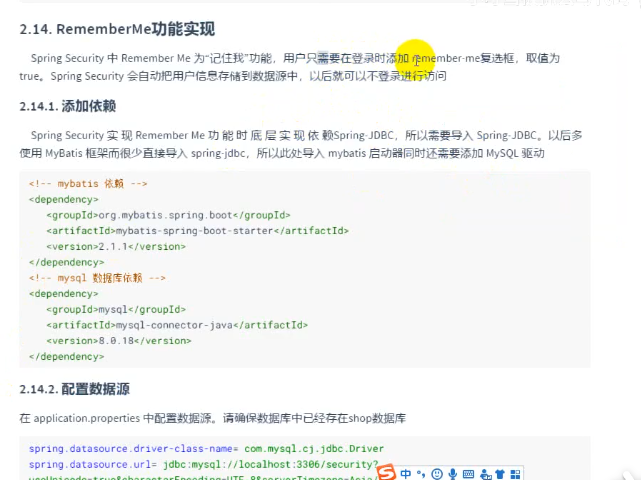 2.14. RememberMe功能实现
Spring Security 中 Remember Me 为“记住我”功能，用户只需要在登录时添加 remember-me复选框，取值为
true。Spring Security 会自动把用户信息存储到数据源中，以后就可以不登录进行访问
2.14.1. 添加依赖
Spring Security 实 现 Remember Me 功 能 时 底 层 实 现 依 赖Spring-JDBC，所以需要导入 Spring-JDBC。以后多
使用 MyBatis 框架而很少直接导入 spring-jdbc，所以此处导入 mybatis 启动器同时还需要添加 MySQL 驱动
<!-- mybatis 依赖 -->
<dependency>
<groupId>org.mybatis.spring.boot</groupId>
<artifactId>mybatis-spring-boot-starter</artifactId>
<version>2.1.1</version>
</dependency>
<!-- mysql 数据库依赖 -->
<dependency>
<groupId>mysql</groupId>
<artifactId>mysql-connector-java</artifactId>
<version>8.0.18</version>
</dependency>
2.14.2. 配置数据源
在 application.properties 中配置数据源。请确保数据库中已经存在shop数据库
spring.datasource.driver-class-name= com.mysql.cj.jdbc.Driver
spring.datasource.url= jdbc:mysql://localhost:3306/security?
中